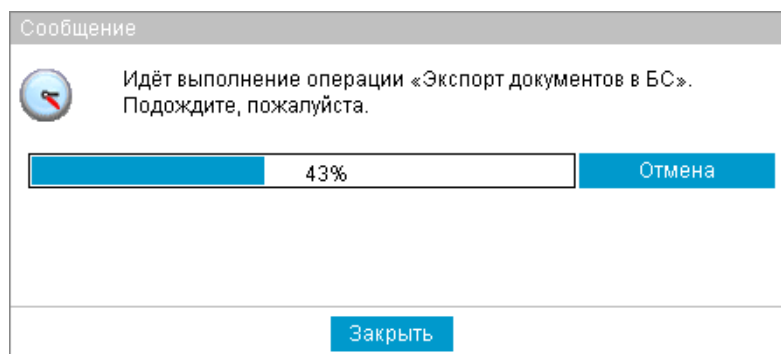 Сообщение
Идёт выполнение операции «Экспорт документов в БС».
Подождите, пожалуйста.
43%
Отмена
Закрыть